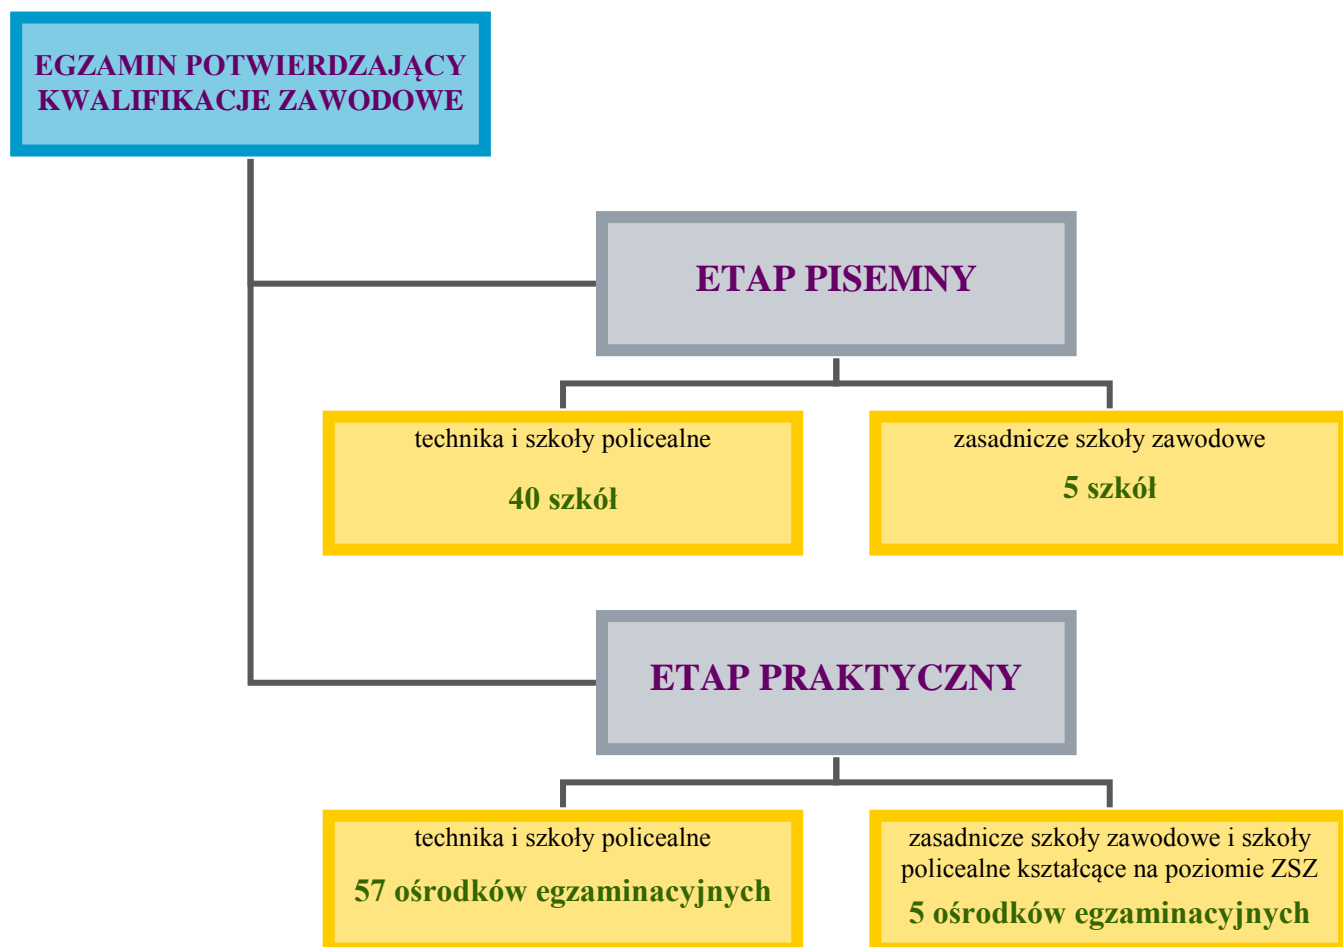 EGZAMIN POTWIERDZAJĄCY
KWALIFIKACJE ZAWODOWE
ETAP PISEMNY
technika i szkoły policealne
40 szkół
zasadnicze szkoły zawodowe
5 szkół
ETAP PRAKTYCZNY
technika i szkoły policealne
57 ośrodków egzaminacyjnych
zasadnicze szkoły zawodowe i szkoły
policealne kształcące na poziomie ZSZ
5 ośrodków egzaminacyjnych